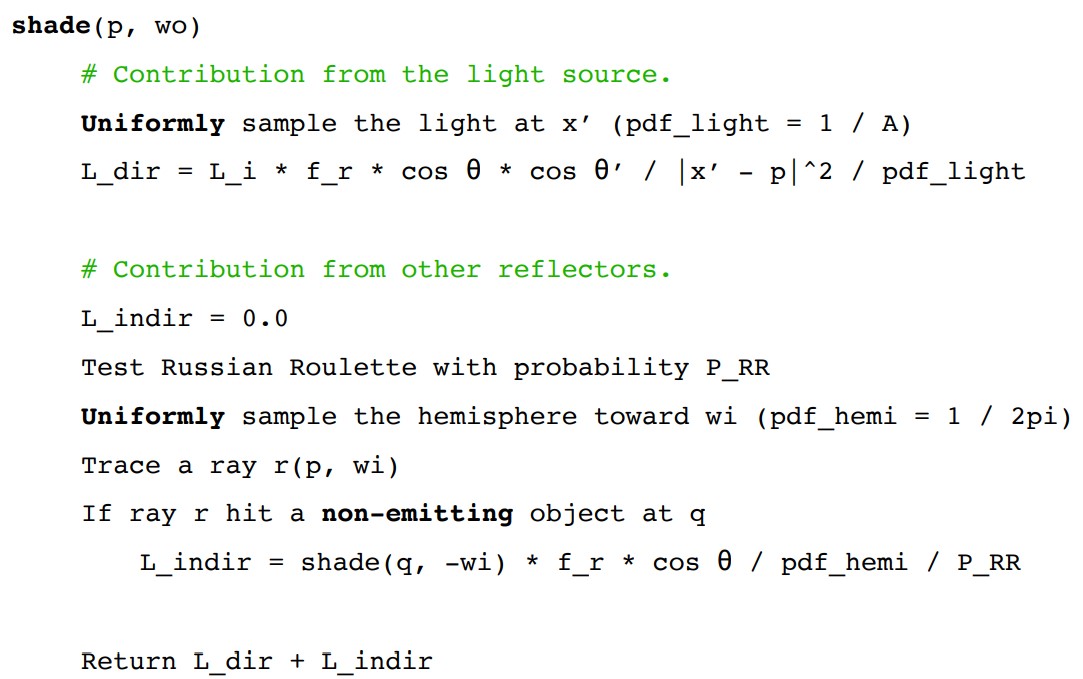 shade(p, wo)
# Contribution from the light source.
Uniformly sample the light at x′ (pdf_light = 1 / A)
L_dir = L_i * f_r * cos θ * cos θ′ / |x′ - p|^2 / pdf_light
# Contribution from other reflectors.
L_indir = 0.0
Test Russian Roulette with probability P_RR
Uniformly sample the hemisphere toward wi (pdf_hemi = 1 / 2pi)
Trace a ray r(p, wi)
If ray r hit a non-emitting object at q
L_indir = shade(q, -wi) * f_r * cos θ / pdf_hemi / P_RR
Return L_dir + L_indir